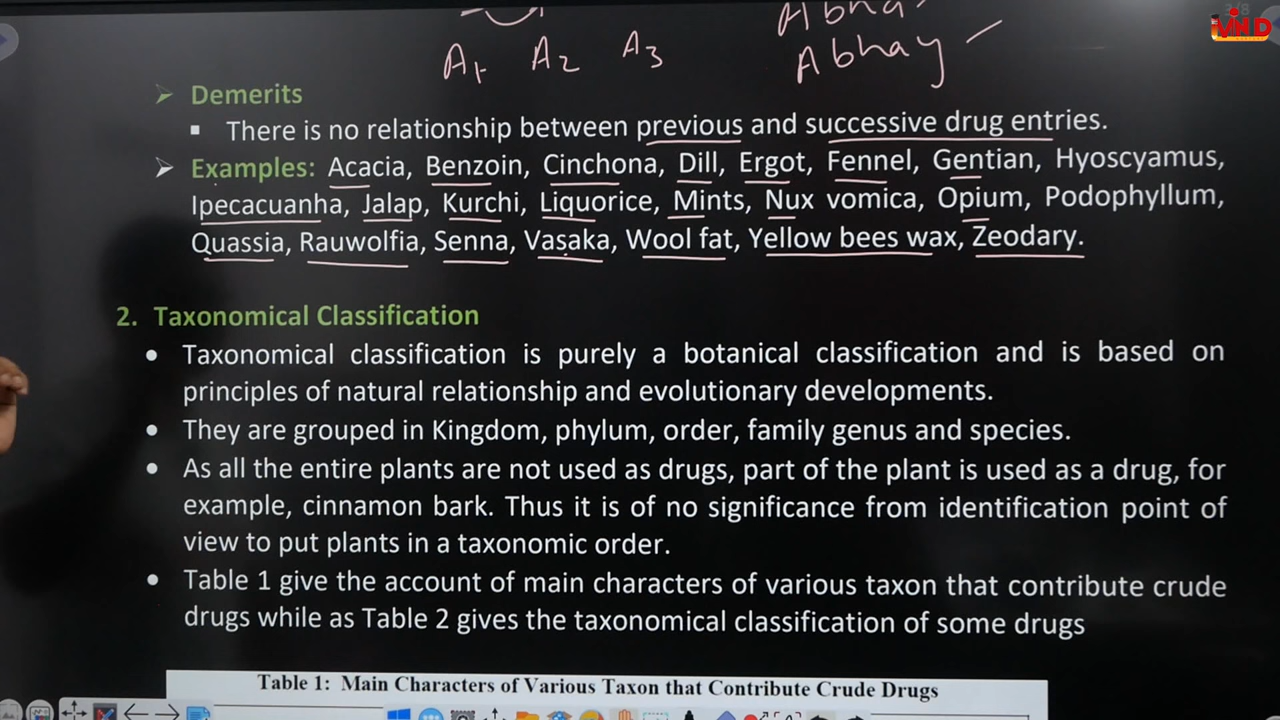 Abha
3/8
VIND
A1 A2 A3
Abhay
Demerits
There is no relationship between previous and successive drug entries.
Examples: Acacia, Benzoin, Cinchona, Dill, Ergot, Fennel, Gentian, Hyoscyamus,
Ipecacuanha, Jalap, Kurchi, Liquorice, Mints, Nux vomica, Opium, Podophyllum,
Quassia, Rauwolfia, Senna, Vasaka, Wool fat, Yellow bees wax, Zeodary.
2. Taxonomical Classification
Taxonomical classification is purely a botanical classification and is based on
principles of natural relationship and evolutionary developments.
They are grouped in Kingdom, phylum, order, family genus and species.
As all the entire plants are not used as drugs, part of the plant is used as a drug, for
example, cinnamon bark. Thus it is of no significance from identification point of
view to put plants in a taxonomic order.
Table 1 give the account of main characters of various taxon that contribute crude
drugs while as Table 2 gives the taxonomical classification of some drugs
Table 1: Main Characters of Various Taxon that Contribute Crude Drugs